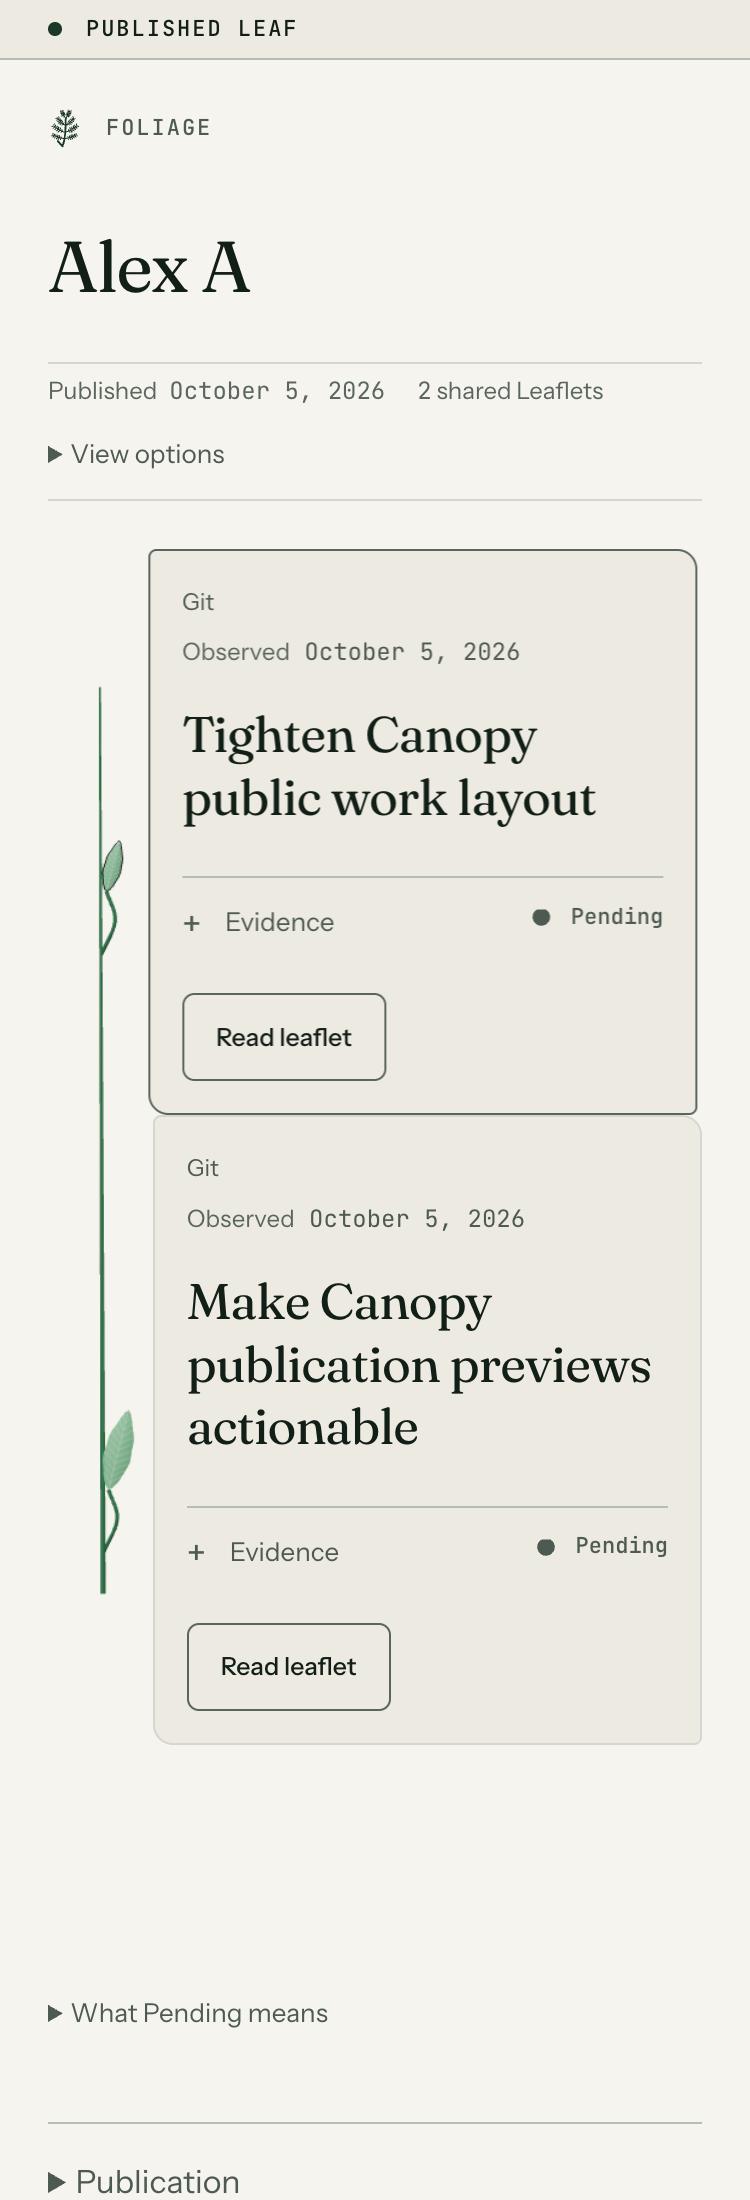 PUBLISHED LEAF
FOLIAGE
Alex A
Published October 5, 2026 2 shared Leaflets
View options
Git
Observed October 5, 2026
Tighten Canopy
public work layout
+ Evidence Pending
Read leaflet
Git
Observed October 5, 2026
Make Canopy
publication previews
actionable
+ Evidence Pending
Read leaflet
What Pending means
Publication